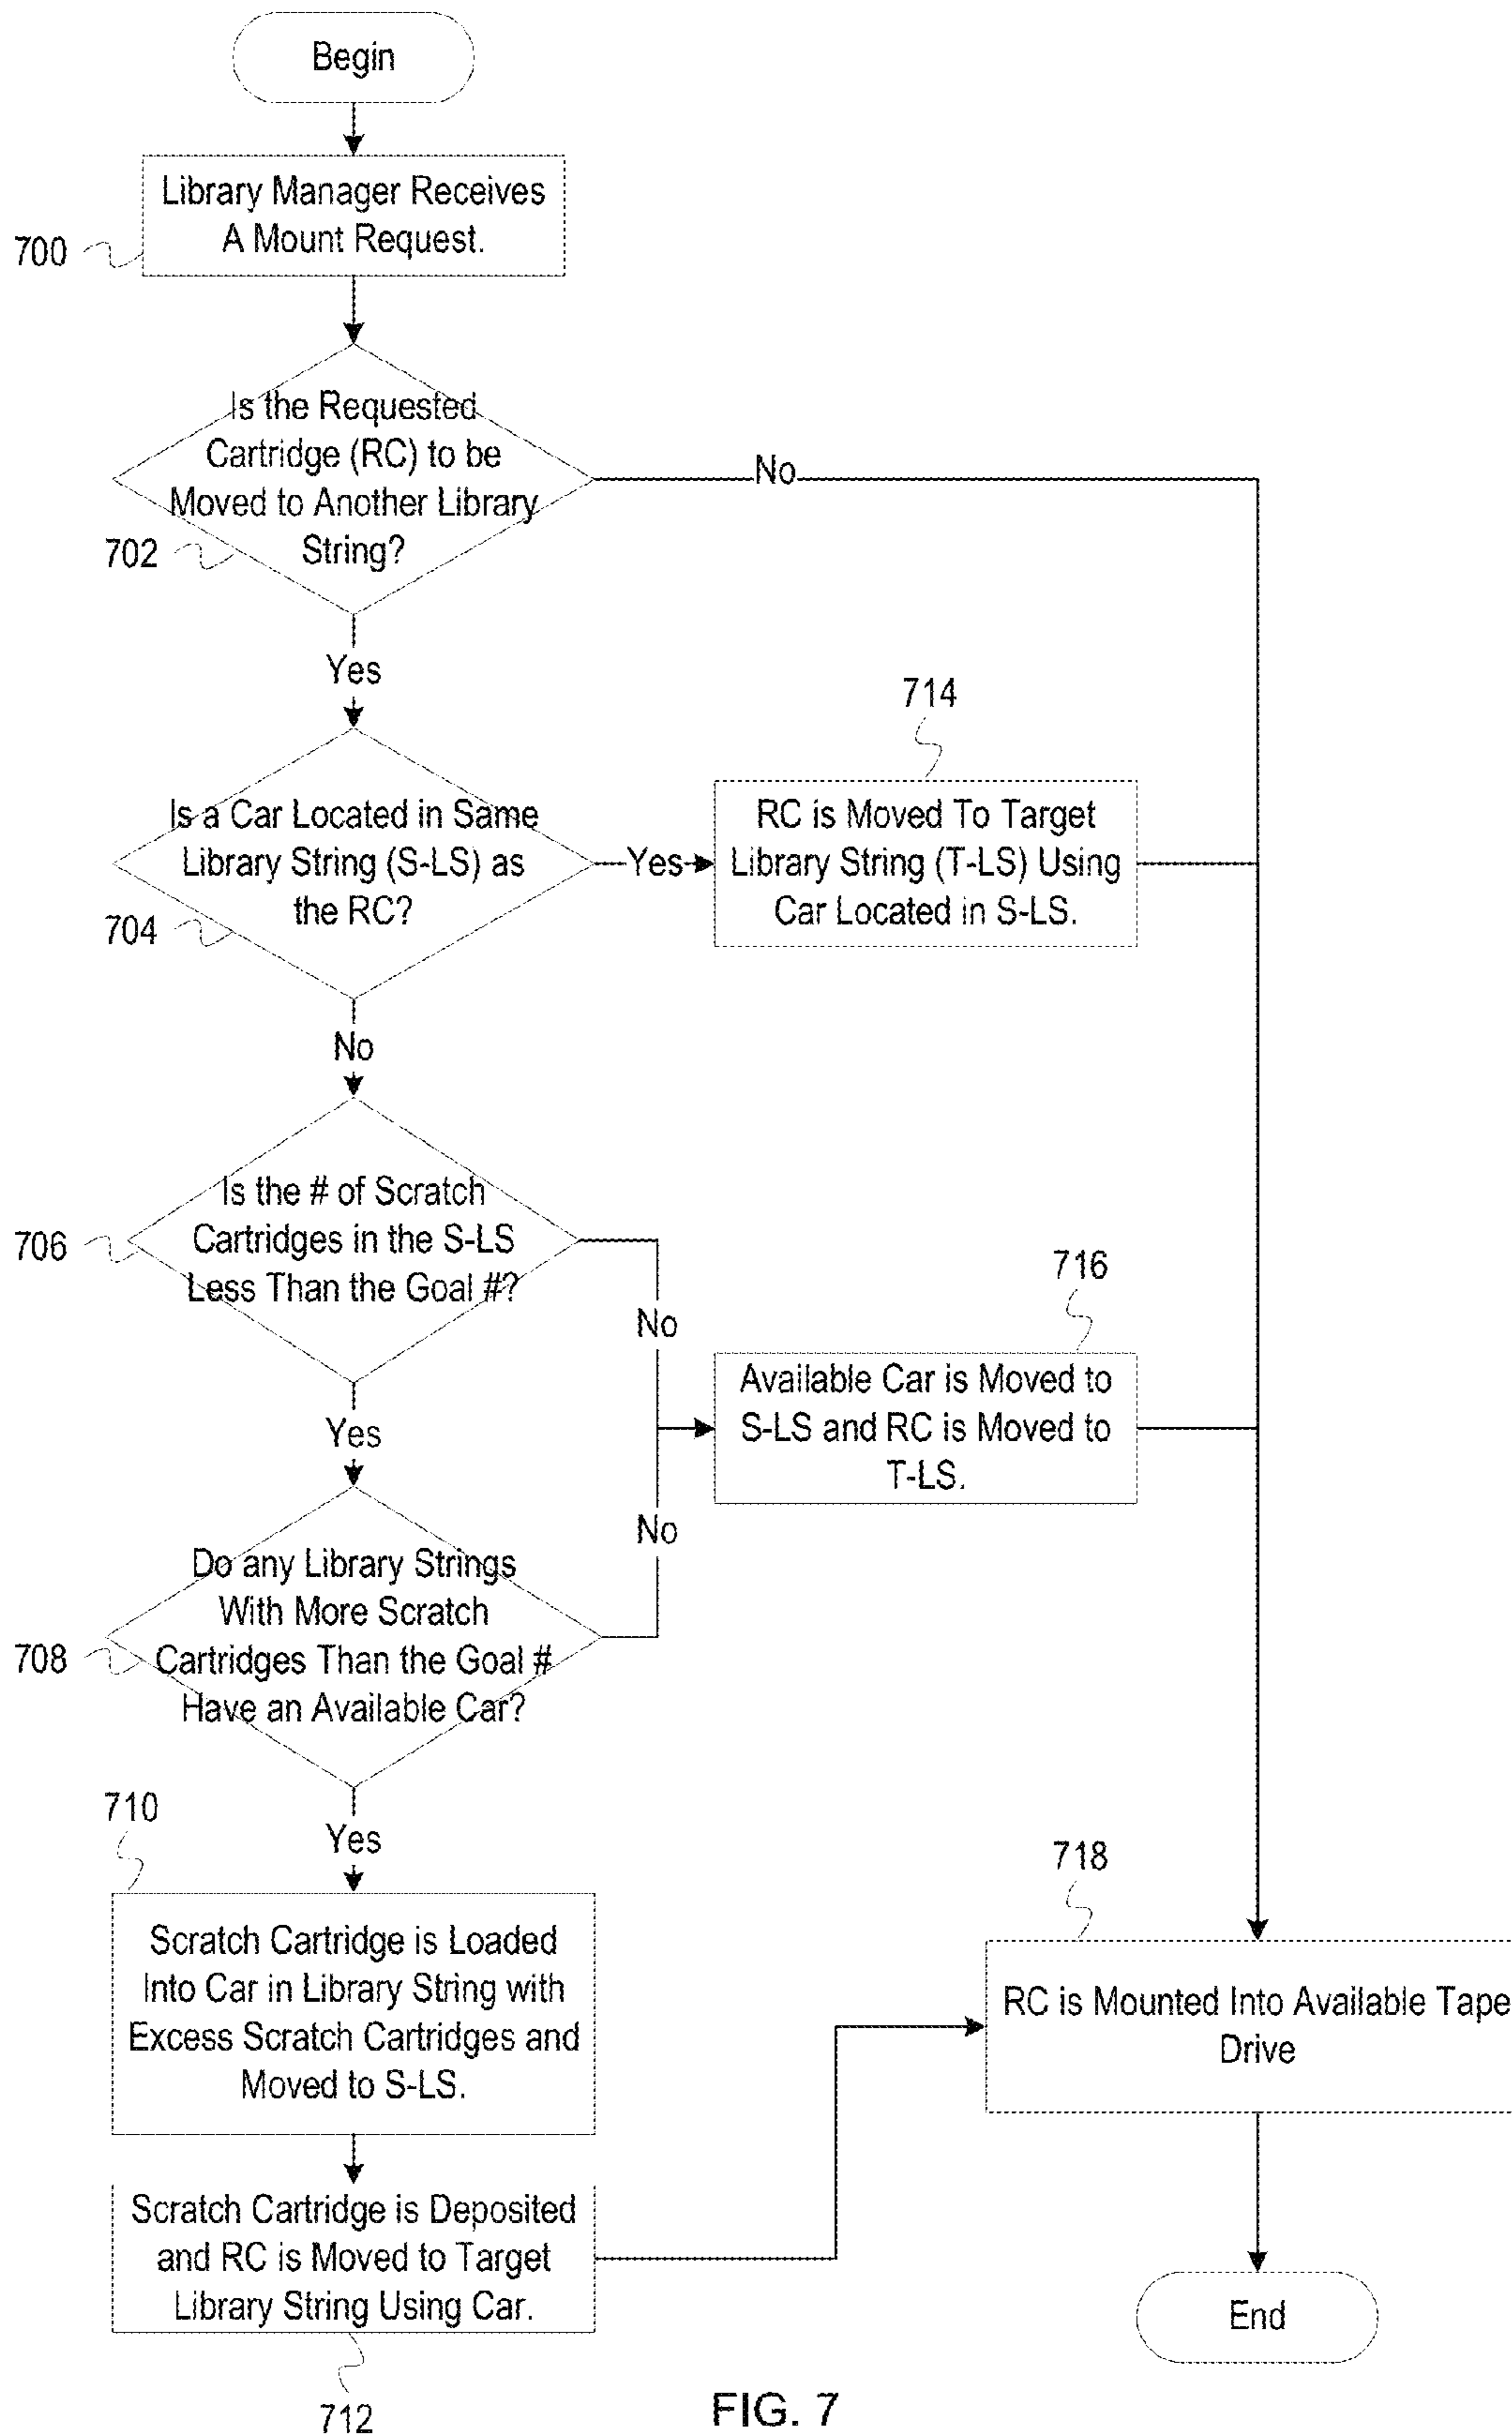 Begin
Library Manager Receives
A Mount Request.
700
Is the Requested
Cartridge (RC) to be
Moved to Another Library
String?
702
No
Yes
714
Is a Car Located in Same
Library String (S-LS) as
the RC?
704
Yes
RC is Moved To Target
Library String (T-LS) Using
Car Located in S-LS.
No
Is the # of Scratch
Cartridges in the S-LS
Less Than the Goal #?
706
No
716
Available Car is Moved to
S-LS and RC is Moved to
T-LS.
Yes
No
Do any Library Strings
With More Scratch
Cartridges Than the Goal #
Have an Available Car?
708
Yes
710
Scratch Cartridge is Loaded
Into Car in Library String with
Excess Scratch Cartridges and
Moved to S-LS.
718
RC is Mounted Into Available Tape
Drive
Scratch Cartridge is Deposited
and RC is Moved to Target
Library String Using Car.
712
End
FIG. 7